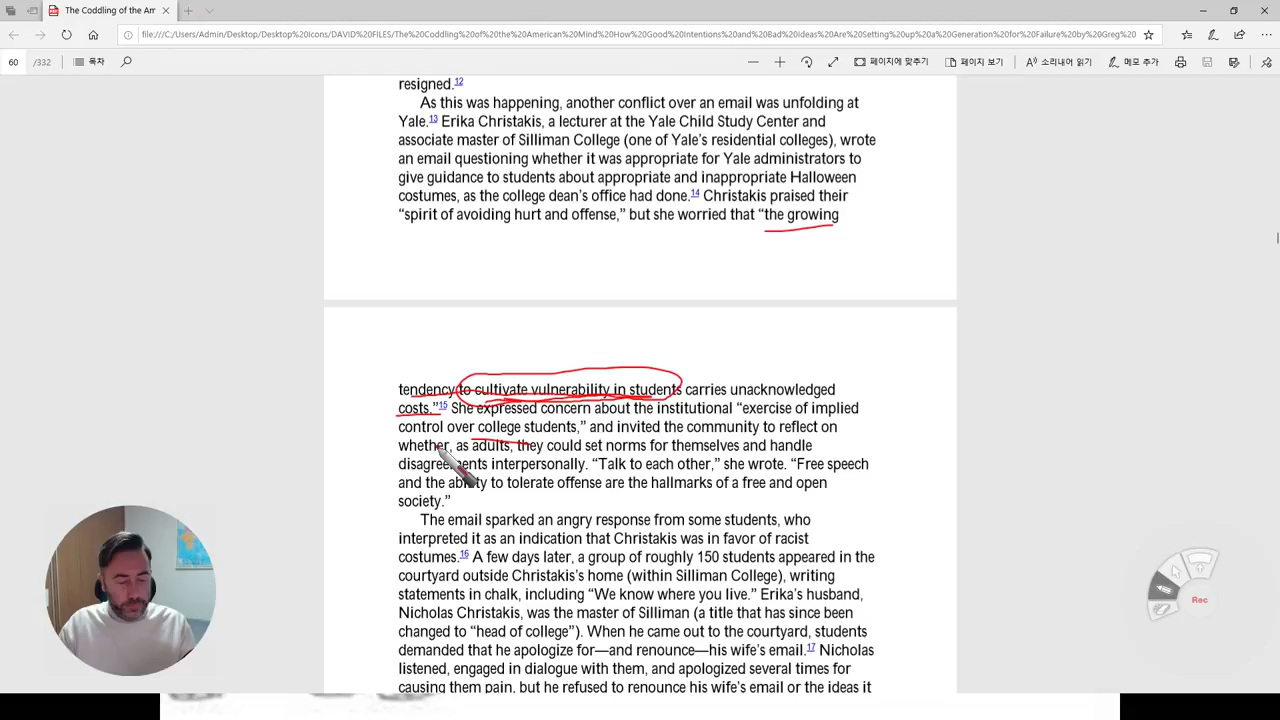 The Coddling of the Am
file:///C:/Users/Admin/Desktop/Desktop%20Icons/DAVID%20FILES/The%20Coddling%20of%20the%20American%20Mind%20How%20Good%20Intentions%20and%20Bad%20Ideas%20Are%20Setting%20up%20a%20Generation%20for%20Failure%20by%20Greg%20
60 /332 목차 페이지에 맞추기 페이지 보기 소리내어 읽기 메모 추가
resigned.12
As this was happening, another conflict over an email was unfolding at
Yale.13 Erika Christakis, a lecturer at the Yale Child Study Center and
associate master of Silliman College (one of Yale’s residential colleges), wrote
an email questioning whether it was appropriate for Yale administrators to
give guidance to students about appropriate and inappropriate Halloween
costumes, as the college dean’s office had done.14 Christakis praised their
“spirit of avoiding hurt and offense,” but she worried that “the growing
tendency to cultivate vulnerability in students carries unacknowledged
costs.”15 She expressed concern about the institutional “exercise of implied
control over college students,” and invited the community to reflect on
whether, as adults, they could set norms for themselves and handle
disagreements interpersonally. “Talk to each other,” she wrote. “Free speech
and the ability to tolerate offense are the hallmarks of a free and open
society.”
The email sparked an angry response from some students, who
interpreted it as an indication that Christakis was in favor of racist
costumes.16 A few days later, a group of roughly 150 students appeared in the
courtyard outside Christakis’s home (within Silliman College), writing
statements in chalk, including “We know where you live.” Erika’s husband,
Nicholas Christakis, was the master of Silliman (a title that has since been
changed to “head of college”). When he came out to the courtyard, students
demanded that he apologize for—and renounce—his wife’s email.17 Nicholas
listened, engaged in dialogue with them, and apologized several times for
causing them pain, but he refused to renounce his wife’s email or the ideas it
Rec